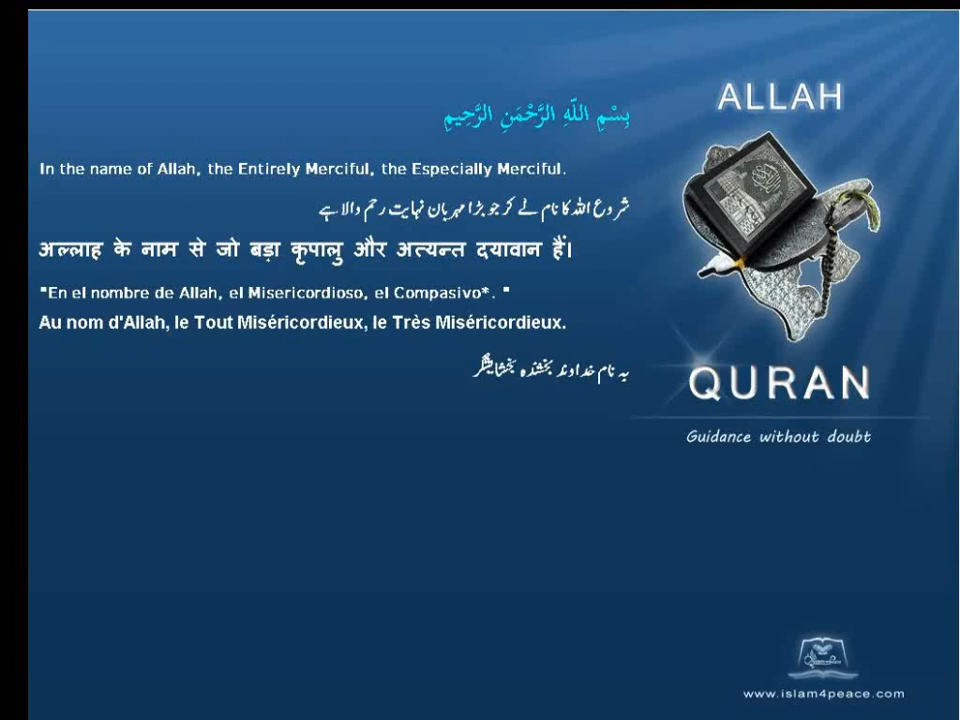 بِسْمِ اللّهِ الرَّحْمَنِ الرَّحِيمِ
In the name of Allah, the Entirely Merciful, the Especially Merciful.
شروع الله کا نام لے کر جو بڑا مہربان نہایت رحم والا ہے
अल्लाह के नाम से जो बड़ा कृपालु और अत्यन्त दयावान हैं।
"En el nombre de Allah, el Misericordioso, el Compasivo*. "
Au nom d'Allah, le Tout Miséricordieux, le Très Miséricordieux.
به نام خداوند بخشنده بخشایشگر
ALLAH
QURAN
Guidance without doubt
www.islam4peace.com